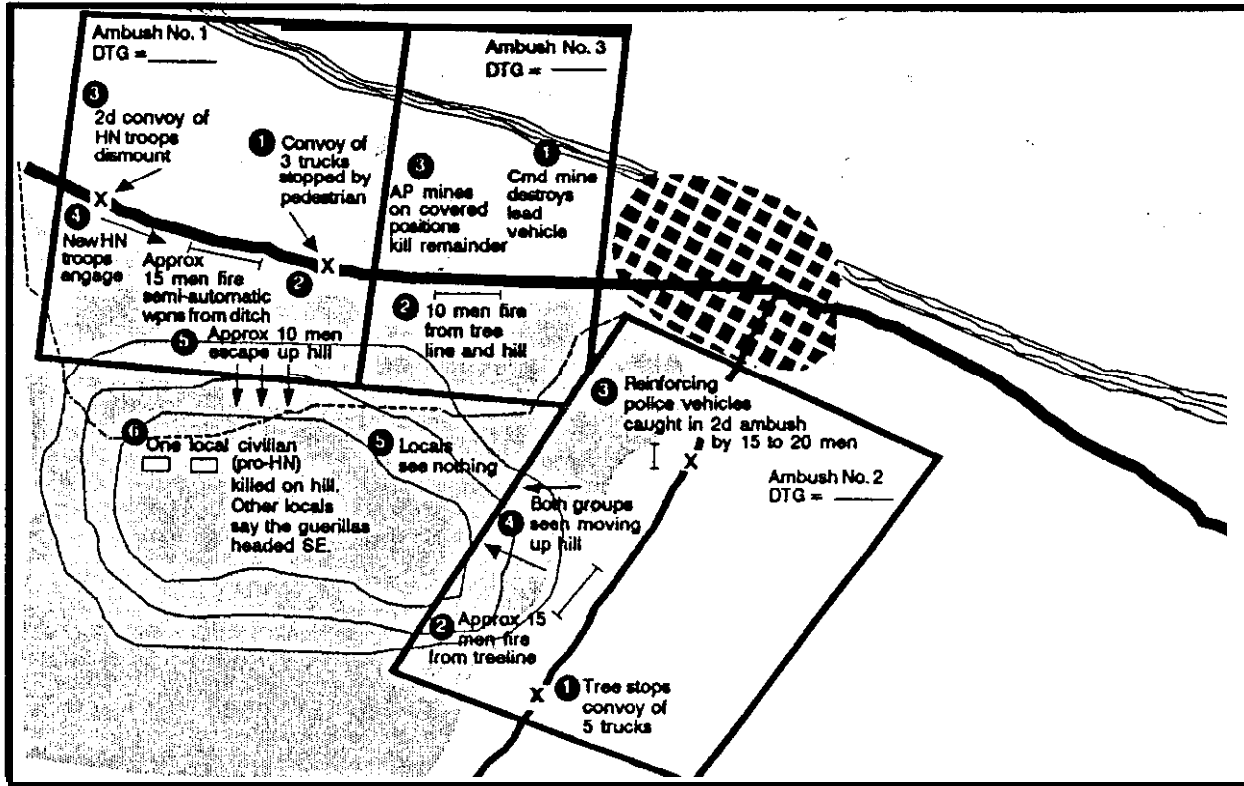 Ambush No. 1
DTG =
3
2d convoy of
HN troops
dismount
1 Convoy of
3 trucks
stopped by
pedestrian
4
New HN
troops
engage
Approx
15 men fire
semi-automatic
wpns from ditch
2
5 Approx 10 men
escape up hill
6 One local civilian
(pro-HN)
killed on hill.
Other locals
say the guerillas
headed SE.
Ambush No. 3
DTG =
1
Cmd mine
destroys
lead
vehicle
3
AP mines
on covered
positions
kill remainder
2 10 men fire
from tree
line and hill
5 Locals
see nothing
3 Reinforcing
police vehicles
caught in 2d ambush
by 15 to 20 men
Ambush No. 2
DTG =
4 Both groups
seen moving
up hill
2 Approx 15
men fire
from treeline
1 Tree stops
convoy of
5 trucks
X
X
X
X